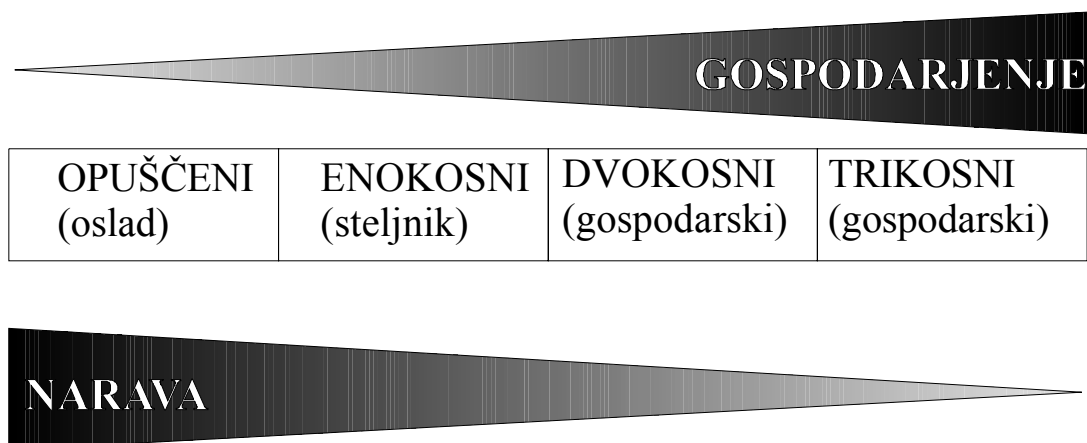 GOSPODARJENJE
OPUŠČENI
(oslad)
ENOKOSNI
(steljnik)
DVOKOSNI
(gospodarski)
TRIKOSNI
(gospodarski)
NARAVA